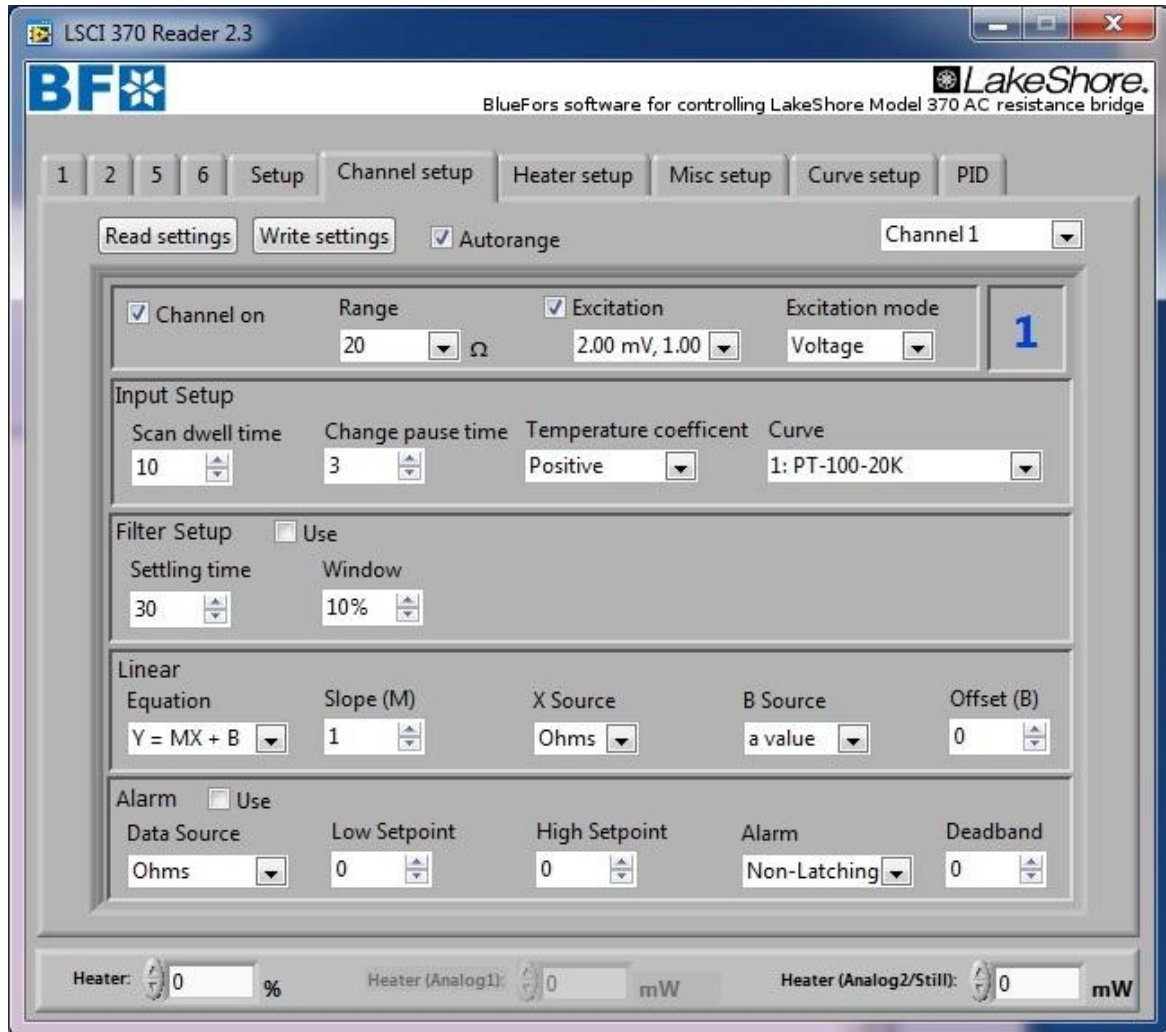 LSCI 370 Reader 2.3
BF
LakeShore.
BlueFors software for controlling LakeShore Model 370 AC resistance bridge
1 2 5 6 Setup Channel setup Heater setup Misc setup Curve setup PID
Read settings Write settings Autorange Channel 1
Channel on Range Excitation Excitation mode 1
20 Ω 2.00 mV, 1.00 Voltage
Input Setup
Scan dwell time Change pause time Temperature coefficent Curve
10 3 Positive 1: PT-100-20K
Filter Setup Use
Settling time Window
30 10%
Linear
Equation Slope (M) X Source B Source Offset (B)
Y = MX + B 1 Ohms a value 0
Alarm Use
Data Source Low Setpoint High Setpoint Alarm Deadband
Ohms 0 0 Non-Latching 0
Heater: 0 % Heater (Analog1): 0 mW Heater (Analog2/Still): 0 mW